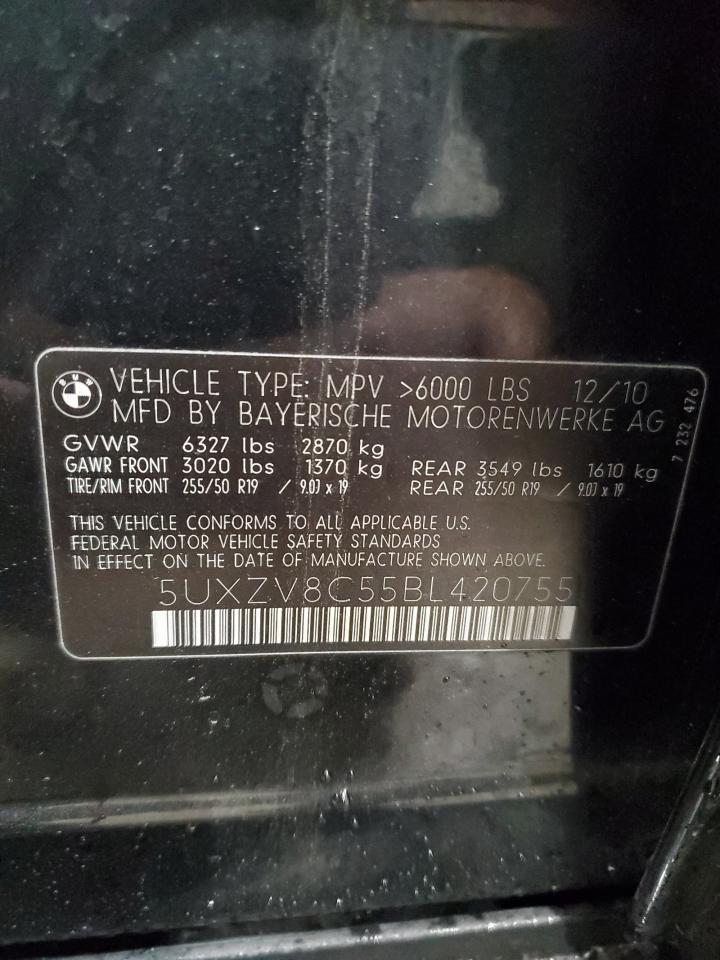 BMW
VEHICLE TYPE: MPV >6000 LBS 12/10
MFD BY BAYERISCHE MOTORENWERKE AG
GVWR 6327 lbs 2870 kg
GAWR FRONT 3020 lbs 1370 kg REAR 3549 lbs 1610 kg
TIRE/RIM FRONT 255/50 R19 / 9.0J x 19 REAR 255/50 R19 / 9.0J x 19
THIS VEHICLE CONFORMS TO ALL APPLICABLE U.S.
FEDERAL MOTOR VEHICLE SAFETY STANDARDS
IN EFFECT ON THE DATE OF MANUFACTURE SHOWN ABOVE.
5UXZV8C55BL420755
7 232 476